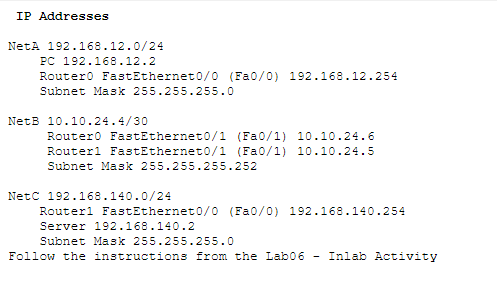 IP Addresses
NetA 192.168.12.0/24
PC 192.168.12.2
Router0 FastEthernet0/0 (Fa0/0) 192.168.12.254
Subnet Mask 255.255.255.0
NetB 10.10.24.4/30
Router0 FastEthernet0/1 (Fa0/1) 10.10.24.6
Router1 FastEthernet0/1 (Fa0/1) 10.10.24.5
Subnet Mask 255.255.255.252
NetC 192.168.140.0/24
Router1 FastEthernet0/0 (Fa0/0) 192.168.140.254
Server 192.168.140.2
Subnet Mask 255.255.255.0
Follow the instructions from the Lab06 - Inlab Activity